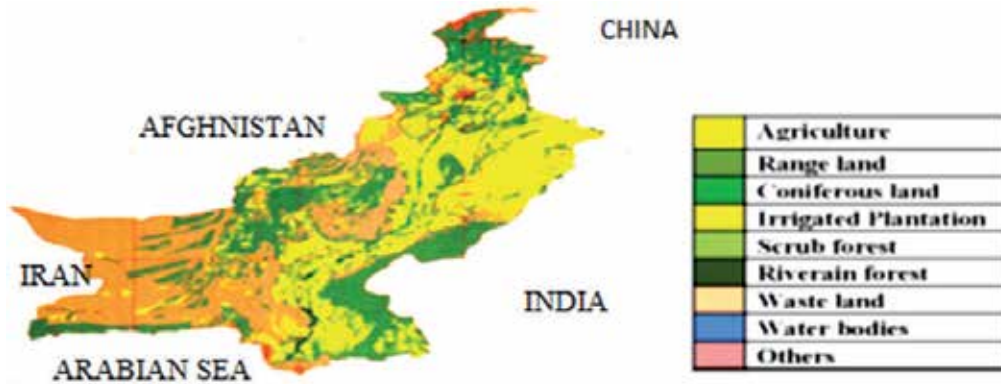 CHINA
AFGHNISTAN
IRAN
INDIA
ARABIAN SEA
Agriculture
Range land
Coniferous land
Irrigated Plantation
Scrub forest
Riverain forest
Waste land
Water bodies
Others